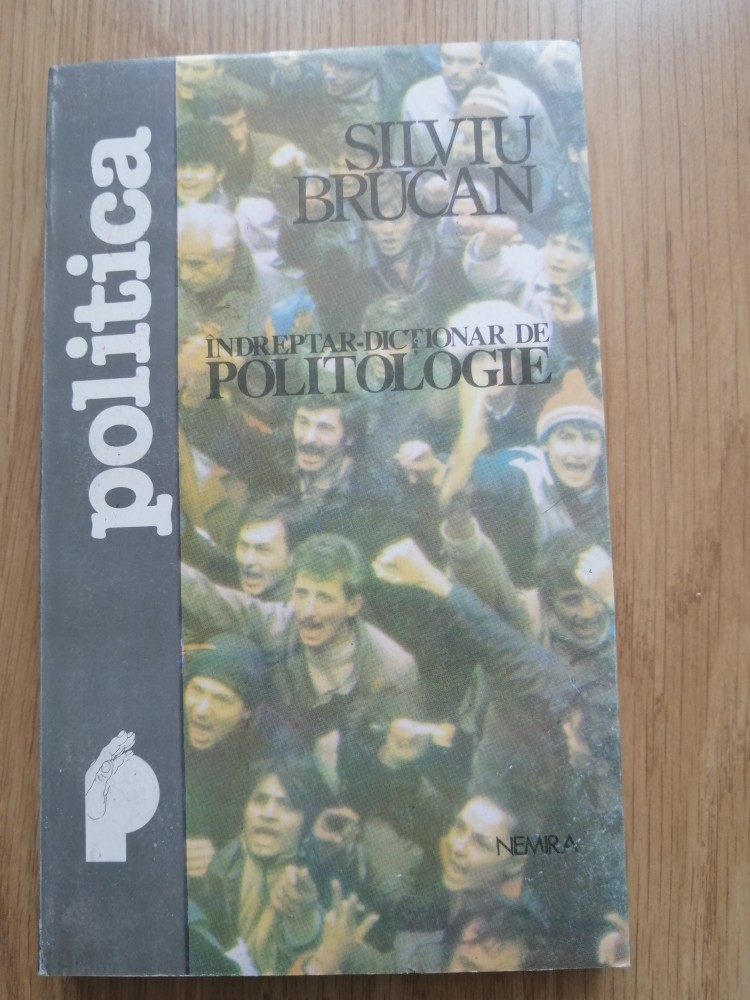 politica
SILVIU
BRUCAN
ÎNDREPTAR-DICȚIONAR DE
POLITOLOGIE
NEMIRA